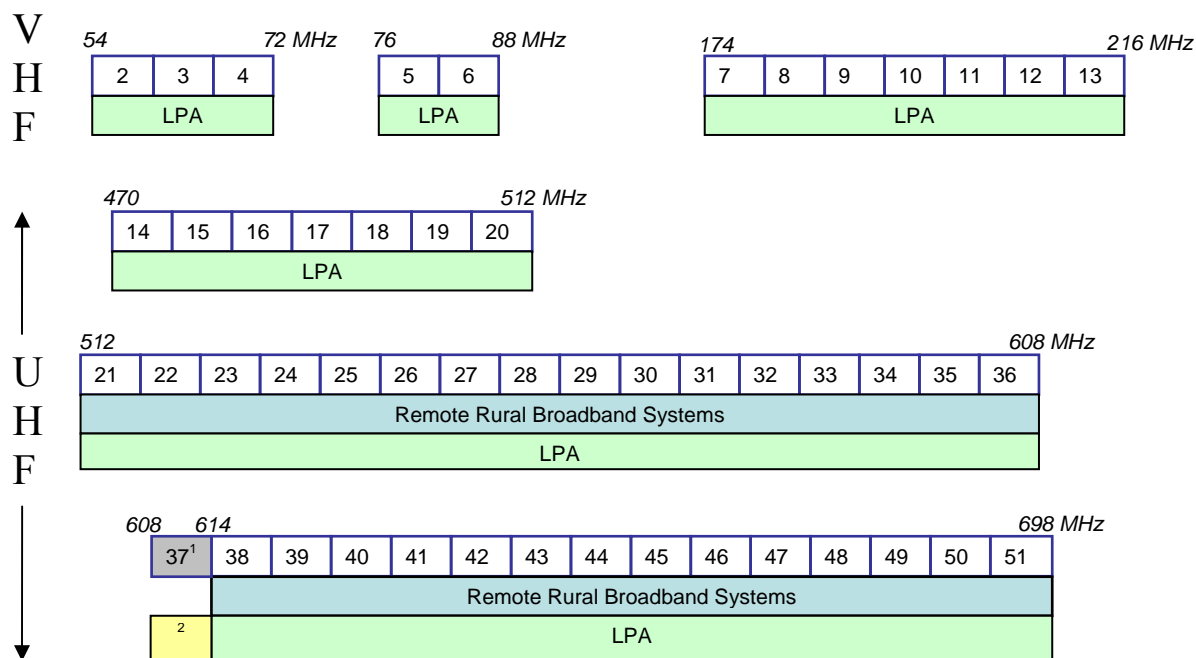 VHF
54 72 MHz 76 88 MHz 174 216 MHz
2 3 4 5 6 7 8 9 10 11 12 13
LPA LPA LPA
470 512 MHz
14 15 16 17 18 19 20
LPA
UHF
512 608 MHz
21 22 23 24 25 26 27 28 29 30 31 32 33 34 35 36
Remote Rural Broadband Systems
LPA
608 614 698 MHz
37¹ 38 39 40 41 42 43 44 45 46 47 48 49 50 51
Remote Rural Broadband Systems
2 LPA